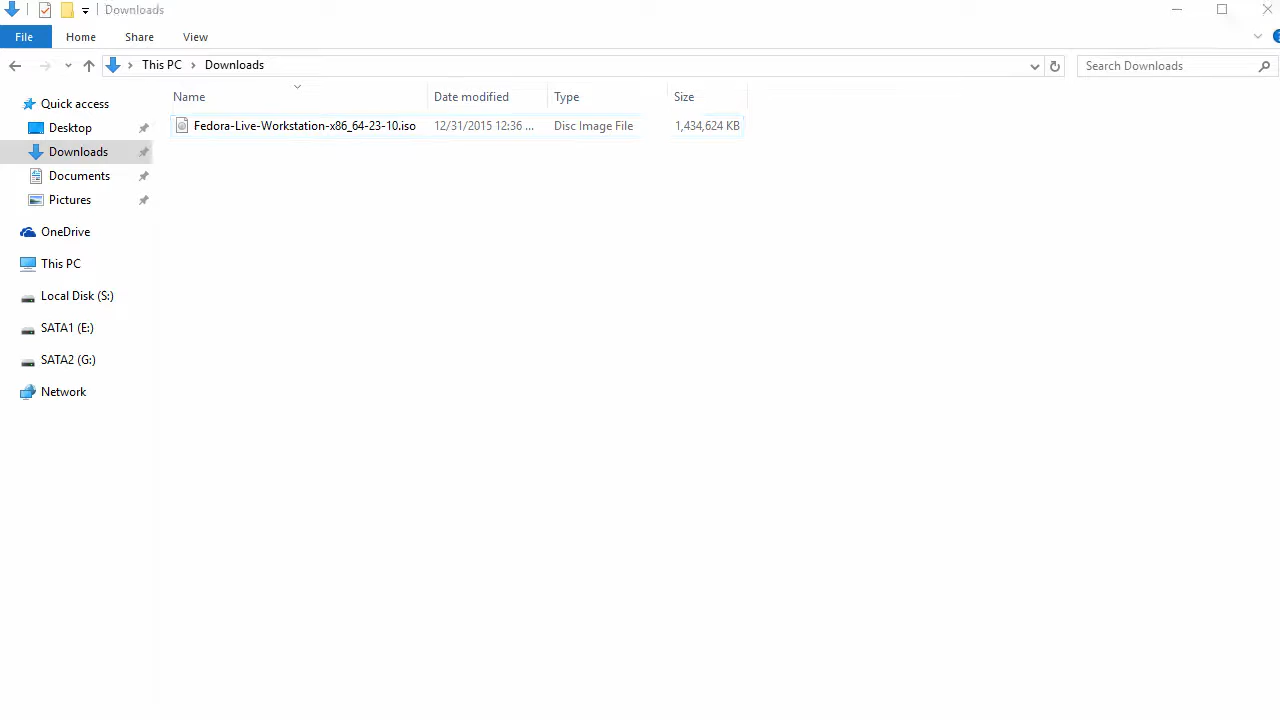 Downloads
File Home Share View
This PC Downloads Search Downloads
Name Date modified Type Size
Fedora-Live-Workstation-x86_64-23-10.iso 12/31/2015 12:36 ... Disc Image File 1,434,624 KB
Quick access
Desktop
Downloads
Documents
Pictures
OneDrive
This PC
Local Disk (S:)
SATA1 (E:)
SATA2 (G:)
Network